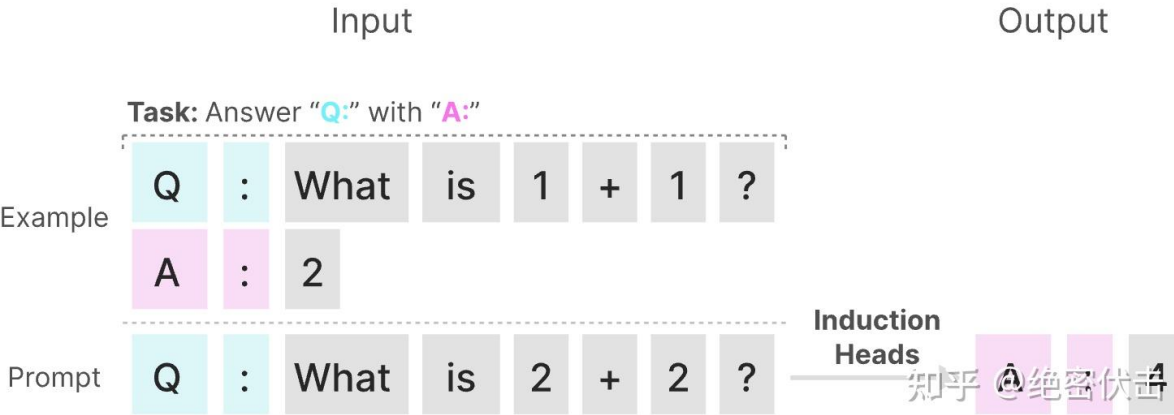 Input
Output
Task: Answer “Q:” with “A:”
Example
Q : What is 1 + 1 ?
A : 2
Prompt
Q : What is 2 + 2 ?
Induction
Heads
A : 4
知乎 @绝密伏击